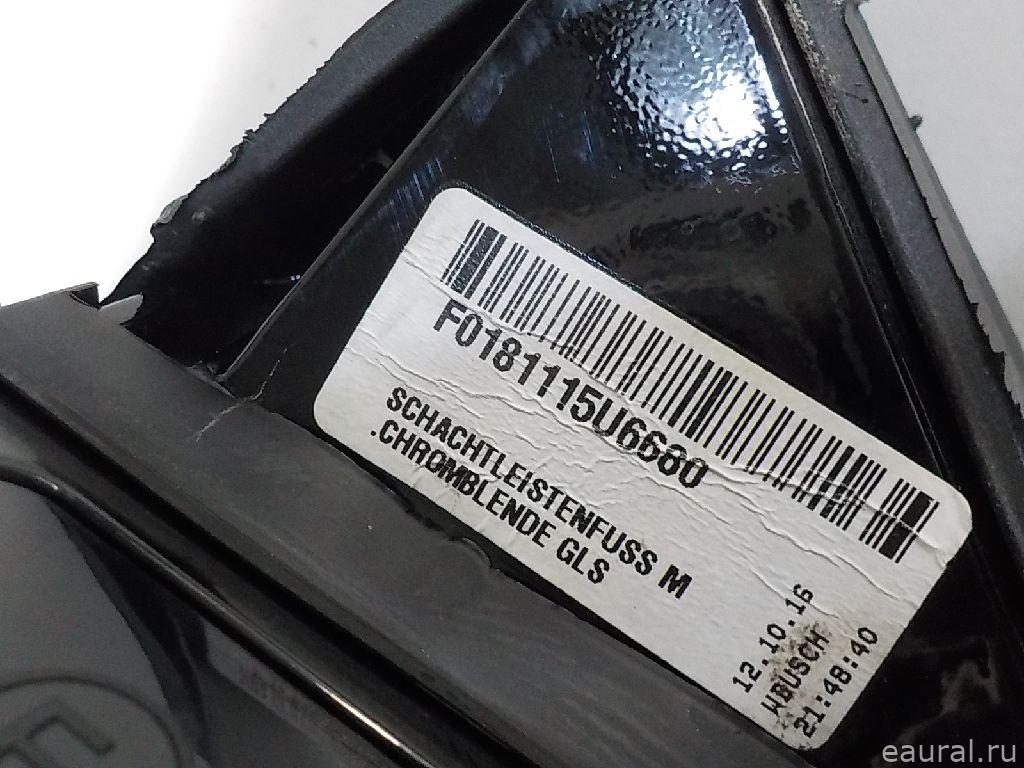 F0181115U6680
SCHACHTLEISTENFUSS M
.CHROMBLENDE GLS
12.10.16
WBUSCH
21:48:40
eaural.ru